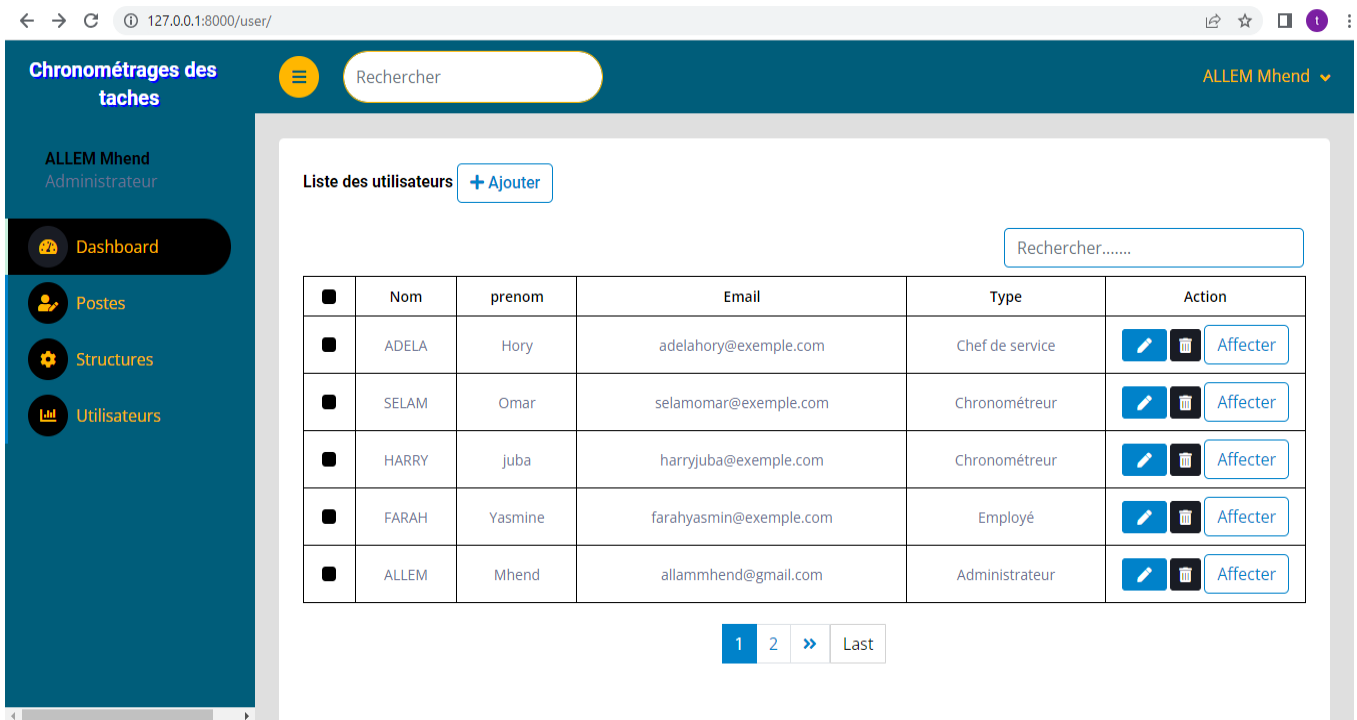 127.0.0.1:8000/user/
t
Chronométrages des
taches
Rechercher
ALLEM Mhend
ALLEM Mhend
Administrateur
Dashboard
Postes
Structures
Utilisateurs
Liste des utilisateurs + Ajouter
Rechercher.......
Nom prenom Email Type Action
ADELA Hory adelahory@exemple.com Chef de service Affecter
SELAM Omar selamomar@exemple.com Chronométreur Affecter
HARRY juba harryjuba@exemple.com Chronométreur Affecter
FARAH Yasmine farahyasmin@exemple.com Employé Affecter
ALLEM Mhend allammhend@gmail.com Administrateur Affecter
1 2 » Last